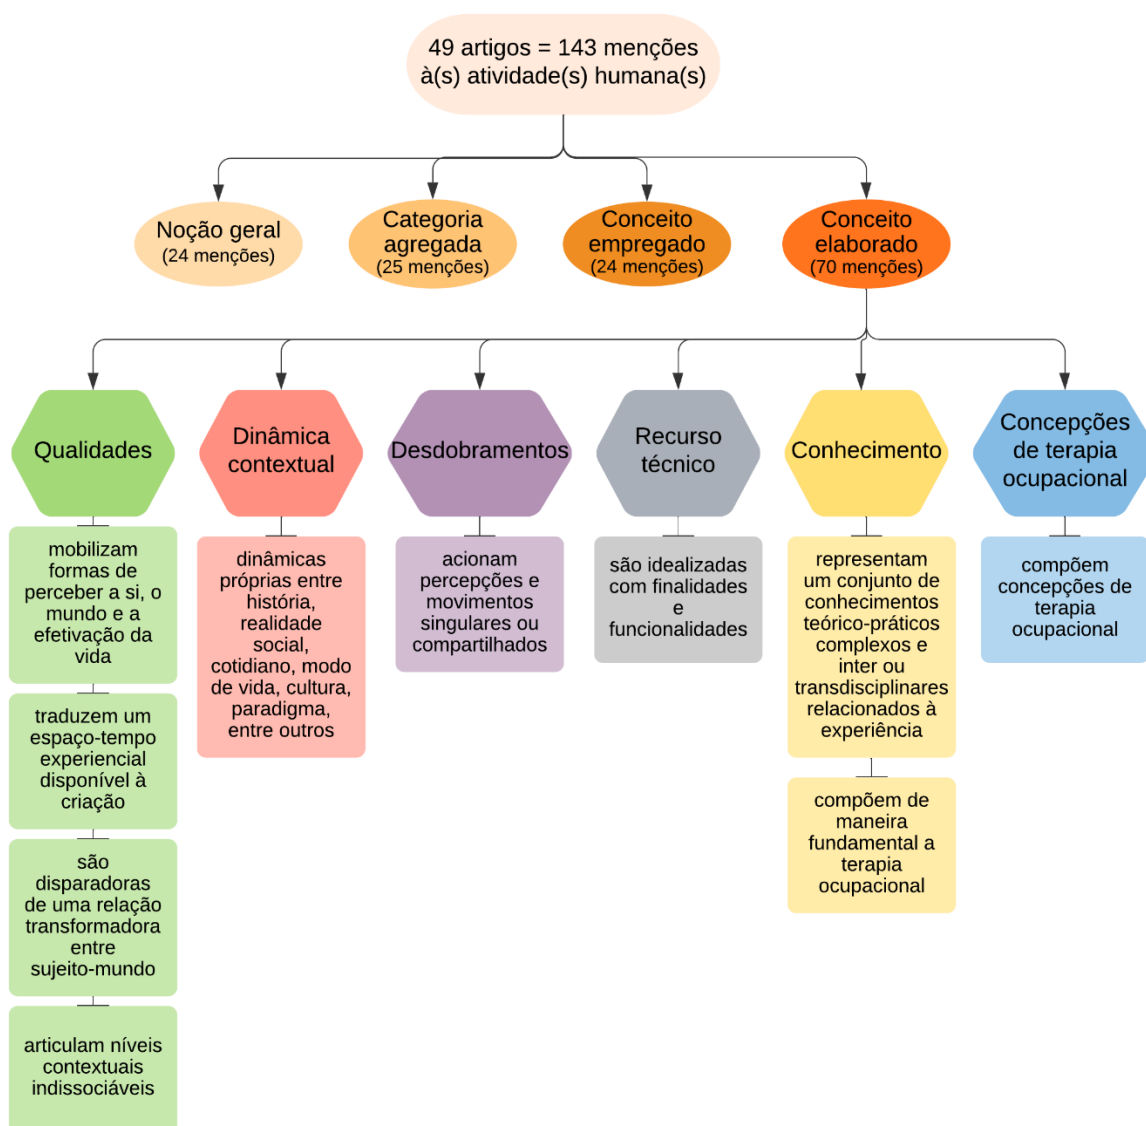 49 artigos = 143 menções
à(s) atividade(s) humana(s)
Noção geral
(24 menções)
Categoria
agregada
(25 menções)
Conceito
empregado
(24 menções)
Conceito
elaborado
(70 menções)
Qualidades
Dinâmica
contextual
Desdobramentos
Recurso
técnico
Conhecimento
Concepções
de terapia
ocupacional
mobilizam
formas de
perceber a si, o
mundo e a
efetivação da
vida
traduzem um
espaço-tempo
experiencial
disponível à
criação
são
disparadoras
de uma relação
transformadora
entre
sujeito-mundo
articulam níveis
contextuais
indissociáveis
dinâmicas
próprias entre
história,
realidade
social,
cotidiano, modo
de vida, cultura,
paradigma,
entre outros
acionam
percepções e
movimentos
singulares ou
compartilhados
são idealizadas
com finalidades
e
funcionalidades
representam
um conjunto de
conhecimentos
teórico-práticos
complexos e
inter ou
transdisciplinares
relacionados à
experiência
compõem de
maneira
fundamental a
terapia
ocupacional
compõem
concepções de
terapia
ocupacional